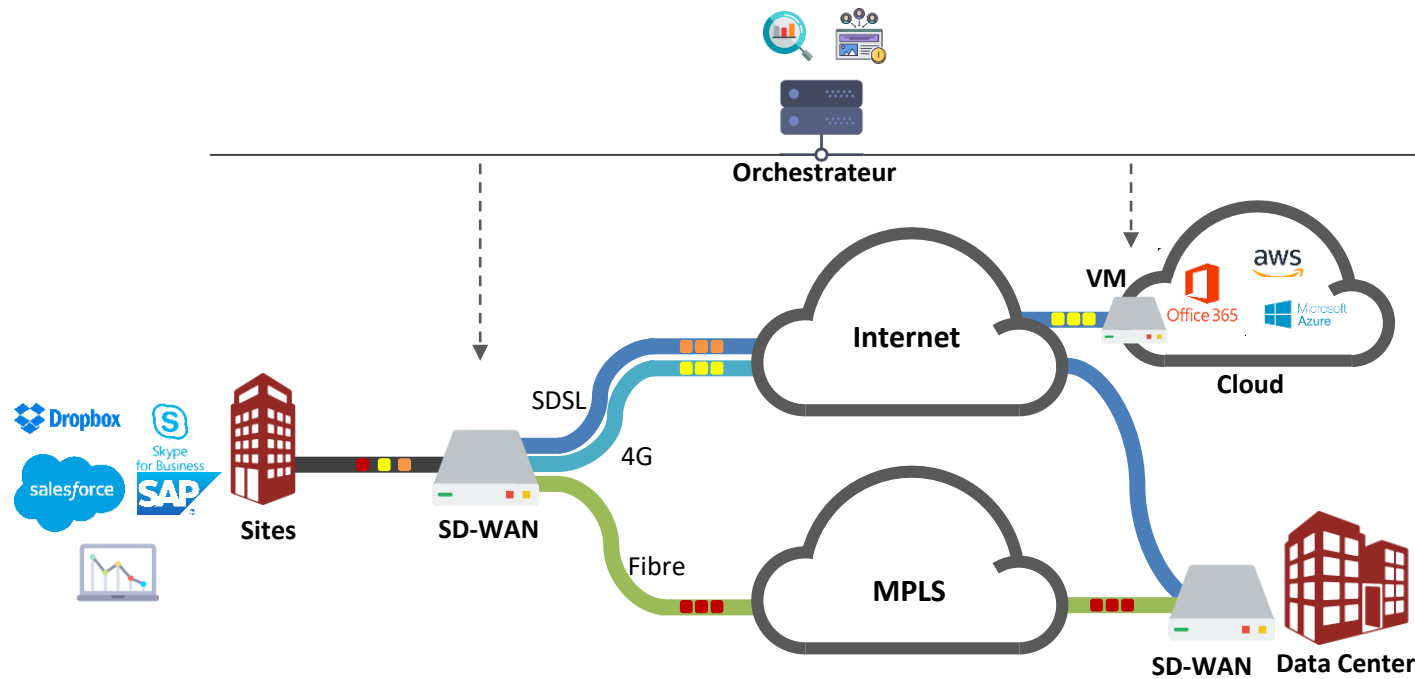 Orchestrateur
VM
aws
Office 365
Microsoft
Azure
Internet
Cloud
SDSL
Dropbox
S
Skype
for Business
4G
salesforce
SAP
Sites
SD-WAN
Fibre
MPLS
SD-WAN
Data Center